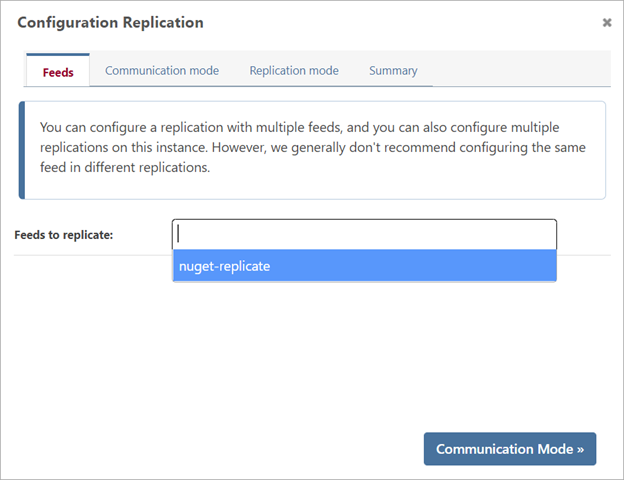 Configuration Replication
Feeds Communication mode Replication mode Summary
You can configure a replication with multiple feeds, and you can also configure multiple
replications on this instance. However, we generally don't recommend configuring the same
feed in different replications.
Feeds to replicate:
nuget-replicate
Communication Mode »